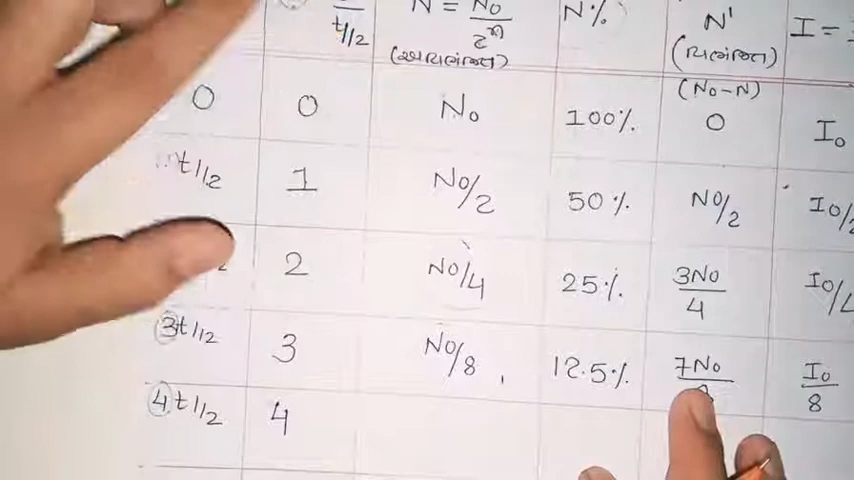 t1/2 N = N0/2^n N% N' I =
(અવિભંજિત) (વિભંજિત)
(N0-N)
0 0 N0 100% 0 I0
t1/2 1 N0/2 50% N0/2 I0/2
2 N0/4 25% 3N0/4 I0/4
3t1/2 3 N0/8 , 12.5% 7N0 I0/8
4t1/2 4